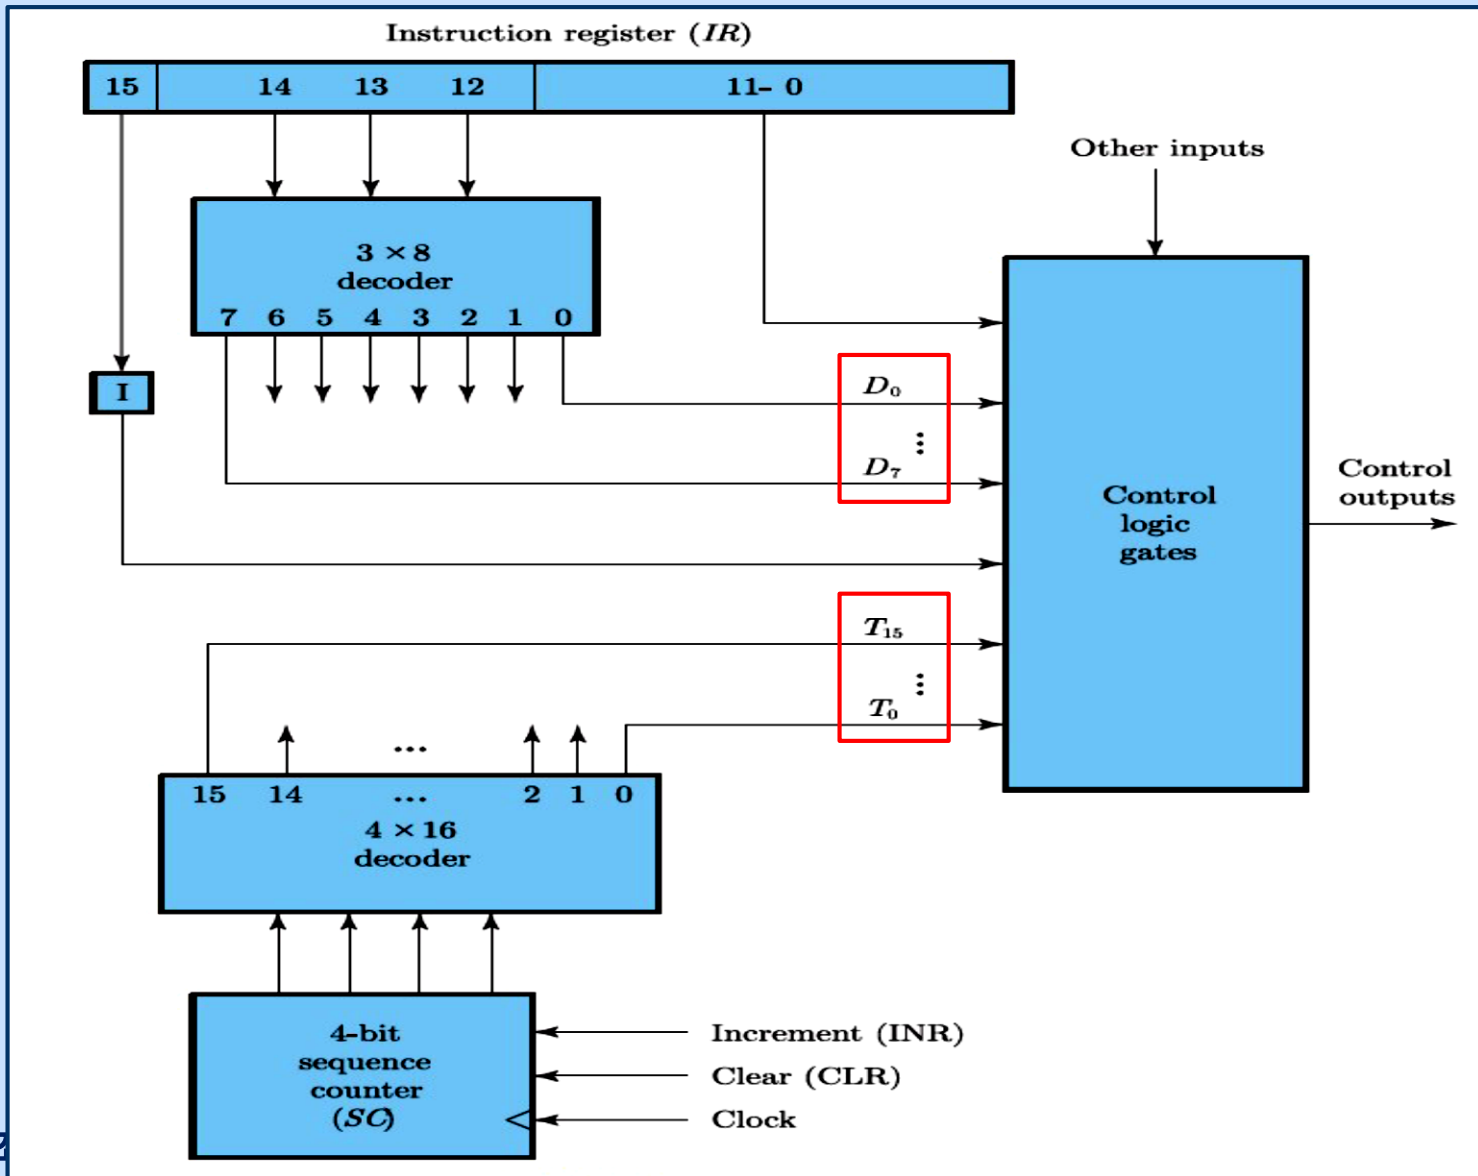 Instruction register (IR)
15 14 13 12 11- 0
Other inputs
3 × 8
decoder
7 6 5 4 3 2 1 0
I
D₀
⋮
D₇
Control
logic
gates
Control
outputs
T₁₅
⋮
T₀
...
15 14 ... 2 1 0
4 × 16
decoder
4-bit
sequence
counter
(SC)
Increment (INR)
Clear (CLR)
Clock